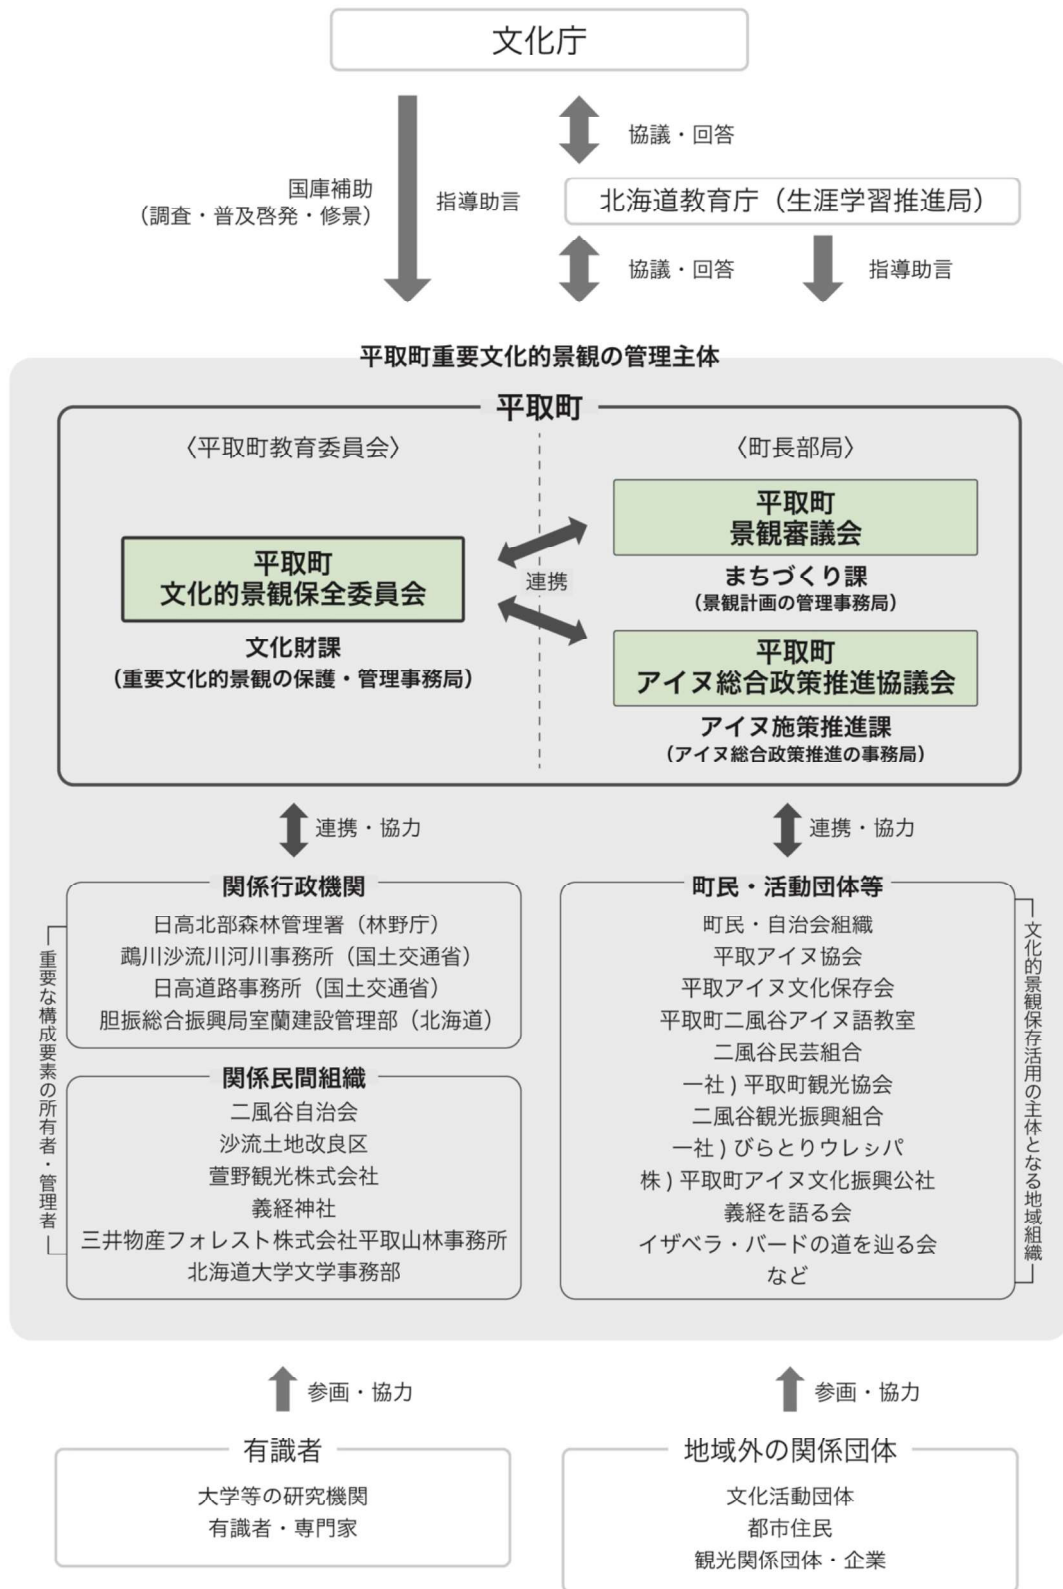 文化庁
協議・回答
国庫補助
(調査・普及啓発・修景)
指導助言
北海道教育庁（生涯学習推進局）
協議・回答
指導助言
平取町重要文化的景観の管理主体
平取町
〈平取町教育委員会〉
〈町長部局〉
平取町
文化的景観保全委員会
文化財課
(重要文化的景観の保護・管理事務局)
連携
平取町
景観審議会
まちづくり課
(景観計画の管理事務局)
平取町
アイヌ総合政策推進協議会
アイヌ施策推進課
(アイヌ総合政策推進の事務局)
連携・協力
連携・協力
関係行政機関
日高北部森林管理署（林野庁）
鵡川沙流川河川事務所（国土交通省）
日高道路事務所（国土交通省）
胆振総合振興局室蘭建設管理部（北海道）
関係民間組織
二風谷自治会
沙流土地改良区
萱野観光株式会社
義経神社
三井物産フォレスト株式会社平取山林事務所
北海道大学文学事務部
重要な構成要素の所有者・管理者
町民・活動団体等
町民・自治会組織
平取アイヌ協会
平取アイヌ文化保存会
平取町二風谷アイヌ語教室
二風谷民芸組合
一社 ) 平取町観光協会
二風谷観光振興組合
一社 ) びらとりウレㇱパ
株 ) 平取町アイヌ文化振興公社
義経を語る会
イザベラ・バードの道を辿る会
など
文化的景観保存活用の主体となる地域組織
参画・協力
参画・協力
有識者
大学等の研究機関
有識者・専門家
地域外の関係団体
文化活動団体
都市住民
観光関係団体・企業